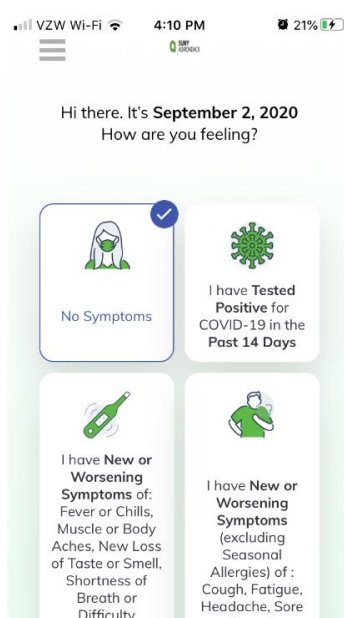 VZW Wi-Fi 4:10 PM 21%
SUNY
ADIRONDACK
Hi there. It's September 2, 2020
How are you feeling?
No Symptoms
I have Tested
Positive for
COVID-19 in the
Past 14 Days
I have New or
Worsening
Symptoms of:
Fever or Chills,
Muscle or Body
Aches, New Loss
of Taste or Smell,
Shortness of
Breath or
Difficulty
I have New or
Worsening
Symptoms
(excluding
Seasonal
Allergies) of :
Cough, Fatigue,
Headache, Sore